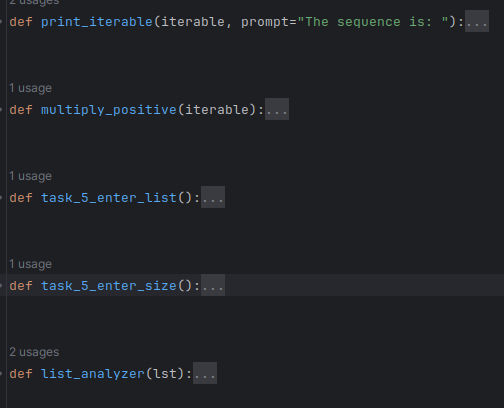 2 usages
def print_iterable(iterable, prompt="The sequence is: "):...
1 usage
def multiply_positive(iterable):...
1 usage
def task_5_enter_list():...
1 usage
def task_5_enter_size():...
2 usages
def list_analyzer(lst):...